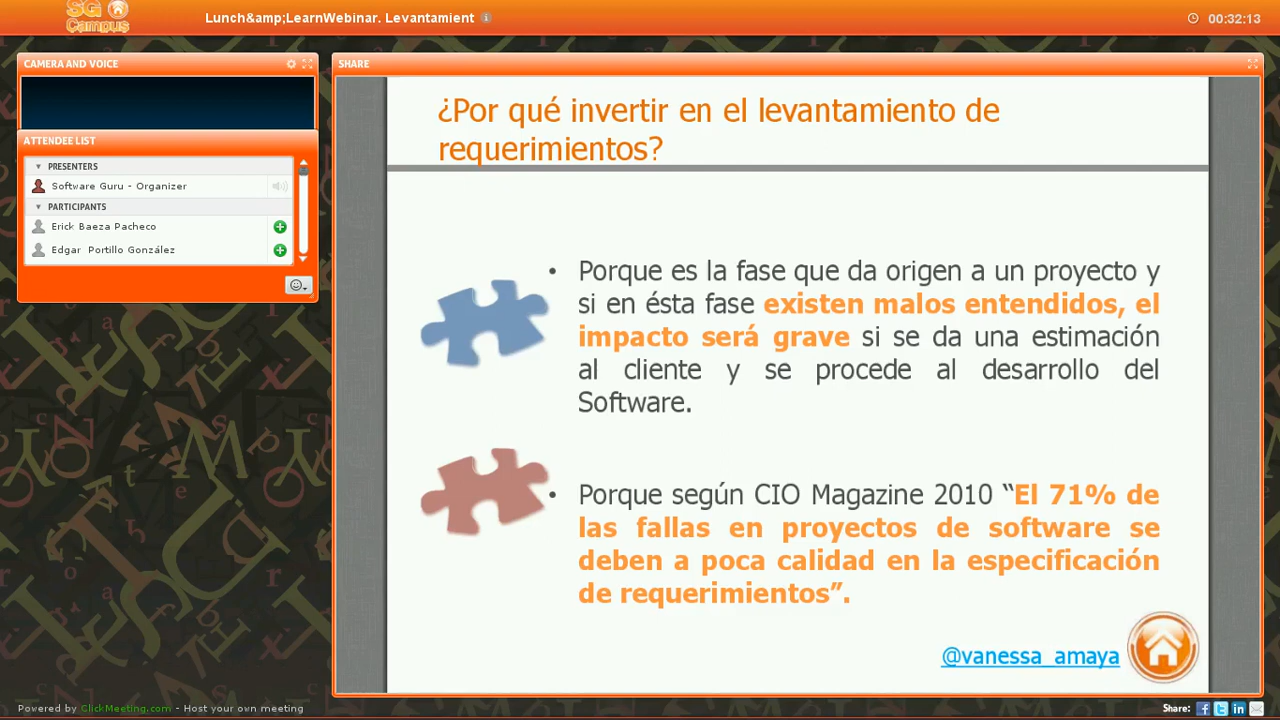 SG Campus
Lunch&amp;LearnWebinar. Levantamient
00:32:13
CAMERA AND VOICE
ATTENDEE LIST
PRESENTERS
Software Guru - Organizer
PARTICIPANTS
Erick Baeza Pacheco
Edgar Portillo González
SHARE
¿Por qué invertir en el levantamiento de
requerimientos?
• Porque es la fase que da origen a un proyecto y
si en ésta fase existen malos entendidos, el
impacto será grave si se da una estimación
al cliente y se procede al desarrollo del
Software.
• Porque según CIO Magazine 2010 “El 71% de
las fallas en proyectos de software se
deben a poca calidad en la especificación
de requerimientos”.
@vanessa_amaya
Powered by ClickMeeting.com - Host your own meeting
Share: